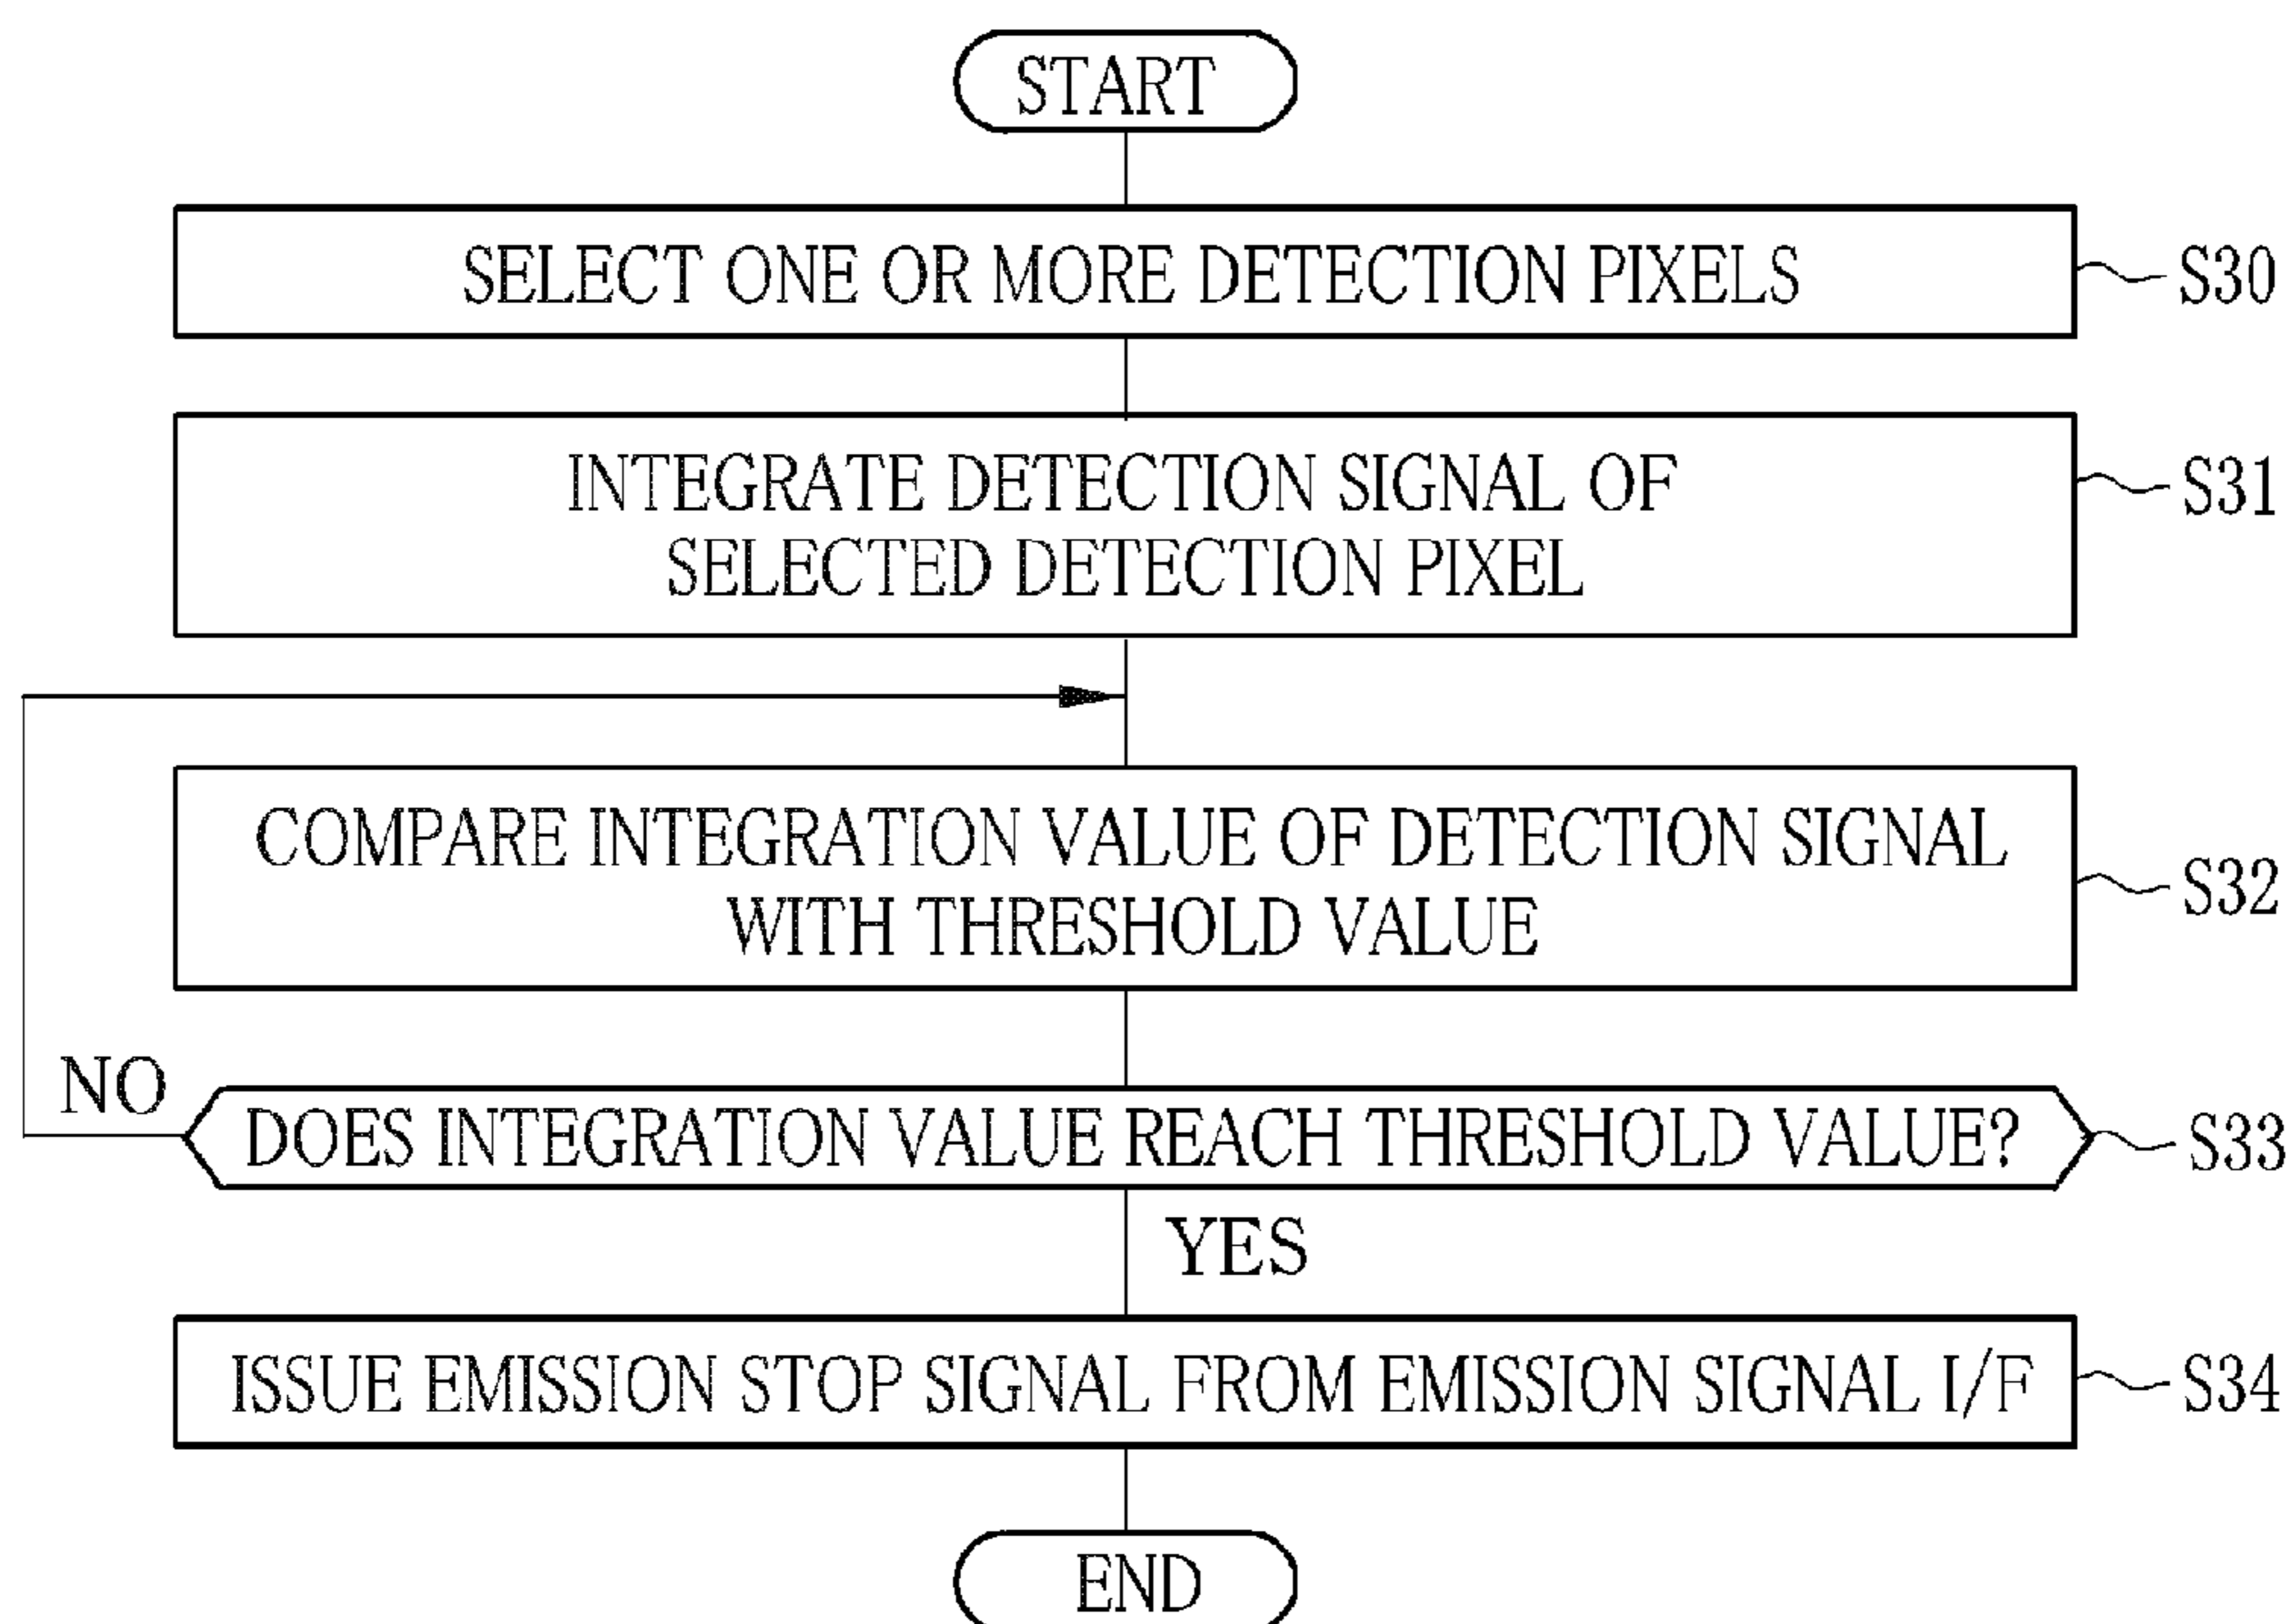 START
SELECT ONE OR MORE DETECTION PIXELS
S30
INTEGRATE DETECTION SIGNAL OF
SELECTED DETECTION PIXEL
S31
COMPARE INTEGRATION VALUE OF DETECTION SIGNAL
WITH THRESHOLD VALUE
S32
NO
DOES INTEGRATION VALUE REACH THRESHOLD VALUE?
S33
YES
ISSUE EMISSION STOP SIGNAL FROM EMISSION SIGNAL I/F
S34
END